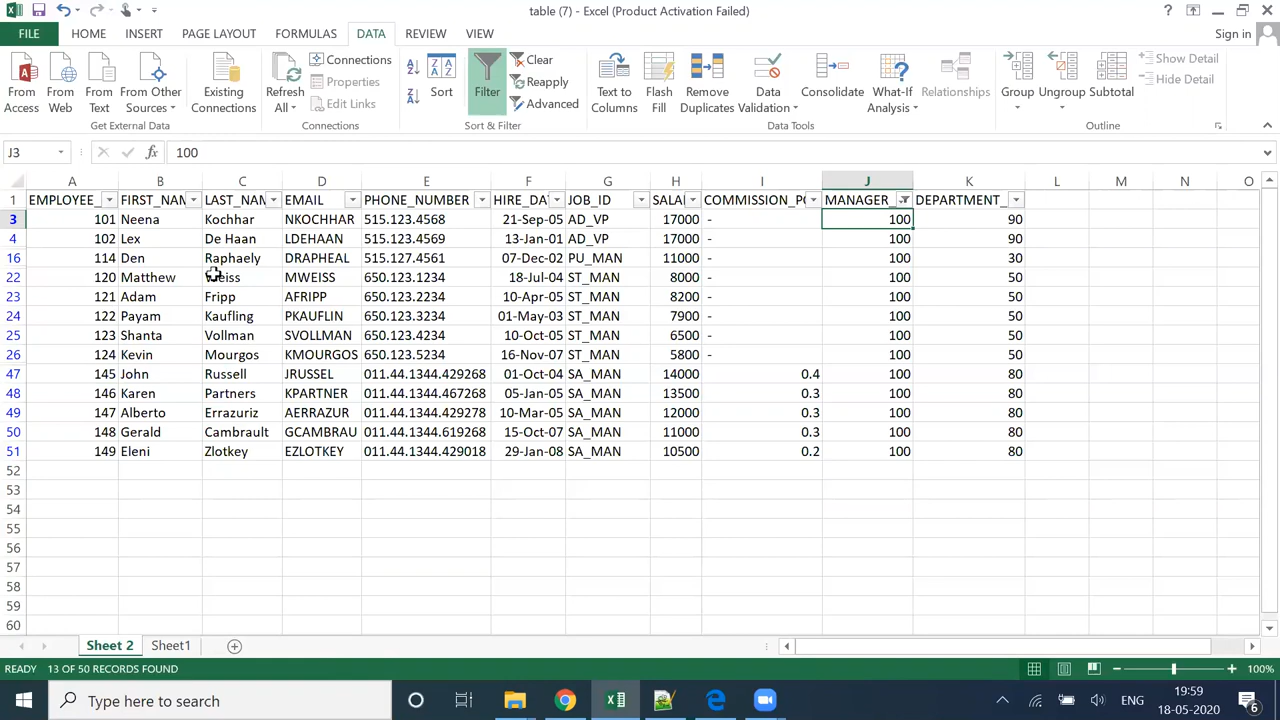 table (7) - Excel (Product Activation Failed)
FILE HOME INSERT PAGE LAYOUT FORMULAS DATA REVIEW VIEW Sign in
From Access From Web From Text From Other Sources Existing Connections Refresh All Connections Properties Edit Links Sort Filter Clear Reapply Advanced Text to Columns Flash Fill Remove Duplicates Data Validation Consolidate What-If Analysis Relationships Group Ungroup Subtotal Show Detail Hide Detail
Get External Data Connections Sort & Filter Data Tools Outline
J3 fx 100
A B C D E F G H I J K L M N O
1 EMPLOYEE_ FIRST_NA LAST_NA EMAIL PHONE_NUMBER HIRE_DA JOB_ID SALA COMMISSION_P MANAGER_ DEPARTMENT_
3 101 Neena Kochhar NKOCHHAR 515.123.4568 21-Sep-05 AD_VP 17000 - 100 90
4 102 Lex De Haan LDEHAAN 515.123.4569 13-Jan-01 AD_VP 17000 - 100 90
16 114 Den Raphaely DRAPHEAL 515.127.4561 07-Dec-02 PU_MAN 11000 - 100 30
22 120 Matthew Weiss MWEISS 650.123.1234 18-Jul-04 ST_MAN 8000 - 100 50
23 121 Adam Fripp AFRIPP 650.123.2234 10-Apr-05 ST_MAN 8200 - 100 50
24 122 Payam Kaufling PKAUFLIN 650.123.3234 01-May-03 ST_MAN 7900 - 100 50
25 123 Shanta Vollman SVOLLMAN 650.123.4234 10-Oct-05 ST_MAN 6500 - 100 50
26 124 Kevin Mourgos KMOURGOS 650.123.5234 16-Nov-07 ST_MAN 5800 - 100 50
47 145 John Russell JRUSSEL 011.44.1344.429268 01-Oct-04 SA_MAN 14000 0.4 100 80
48 146 Karen Partners KPARTNER 011.44.1344.467268 05-Jan-05 SA_MAN 13500 0.3 100 80
49 147 Alberto Errazuriz AERRAZUR 011.44.1344.429278 10-Mar-05 SA_MAN 12000 0.3 100 80
50 148 Gerald Cambrault GCAMBRAU 011.44.1344.619268 15-Oct-07 SA_MAN 11000 0.3 100 80
51 149 Eleni Zlotkey EZLOTKEY 011.44.1344.429018 29-Jan-08 SA_MAN 10500 0.2 100 80
52
53
54
55
56
57
58
59
60
Sheet 2 Sheet1
READY 13 OF 50 RECORDS FOUND 100%
Type here to search ENG 19:59
18-05-2020 6